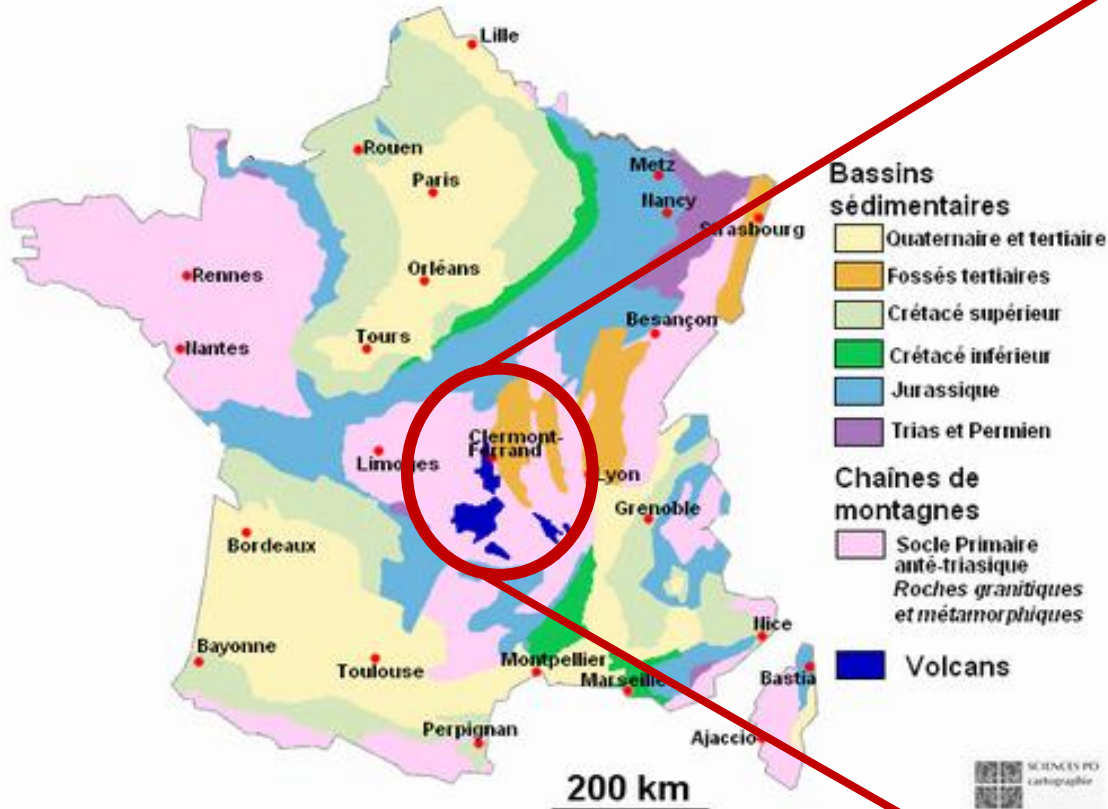 Lille
Rouen
Metz
Paris
Nancy
Strasbourg
Rennes
Orléans
Besançon
Tours
Nantes
Clermont-
Ferrand
Limoges
Lyon
Grenoble
Bordeaux
Nice
Bayonne
Toulouse
Montpellier
Marseille
Bastia
Perpignan
Ajaccio
200 km
Bassins
sédimentaires
Quaternaire et tertiaire
Fossés tertiaires
Crétacé supérieur
Crétacé inférieur
Jurassique
Trias et Permien
Chaînes de
montagnes
Socle Primaire
anté-triasique
Roches granitiques
et métamorphiques
Volcans
SCIENCES PO
cartographie